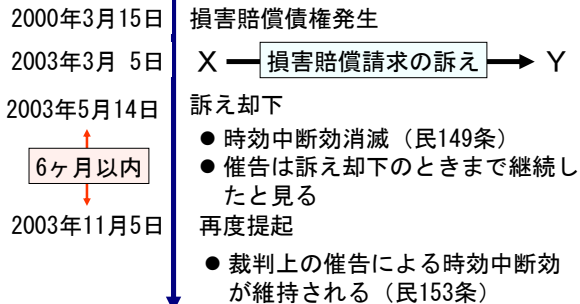 2000年3月15日 損害賠償債権発生
2003年3月 5日 X 損害賠償請求の訴え Y
2003年5月14日 訴え却下
● 時効中断効消滅（民149条）
● 催告は訴え却下のときまで継続し
たと見る
6ヶ月以内
2003年11月5日 再度提起
● 裁判上の催告による時効中断効
が維持される（民153条）